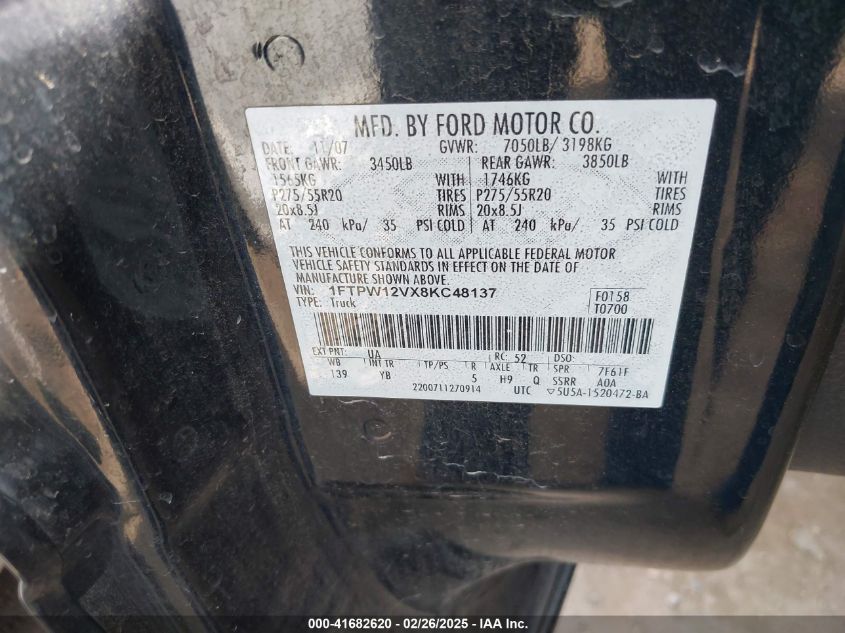 MFD. BY FORD MOTOR CO.
DATE: 11/07 GVWR: 7050LB/ 3198KG
FRONT GAWR: 3450LB REAR GAWR: 3850LB
1565KG WITH 1746KG WITH
P275/55R20 TIRES P275/55R20 TIRES
20x8.5J RIMS 20x8.5J RIMS
AT 240 kPa/ 35 PSI COLD AT 240 kPa/ 35 PSI COLD
THIS VEHICLE CONFORMS TO ALL APPLICABLE FEDERAL MOTOR
VEHICLE SAFETY STANDARDS IN EFFECT ON THE DATE OF
MANUFACTURE SHOWN ABOVE.
VIN: 1FTPW12VX8KC48137 F0158
TYPE: Truck T0700
EXT PNT: UA RC: 52 DSO:
WB INT TR TP/PS R AXLE TR SPR 7F61F
139 YB 5 H9 Q SSRR A0A
2200711270914 UTC ▽5U5A-1520472-BA
000-41682620 - 02/26/2025 - IAA Inc.